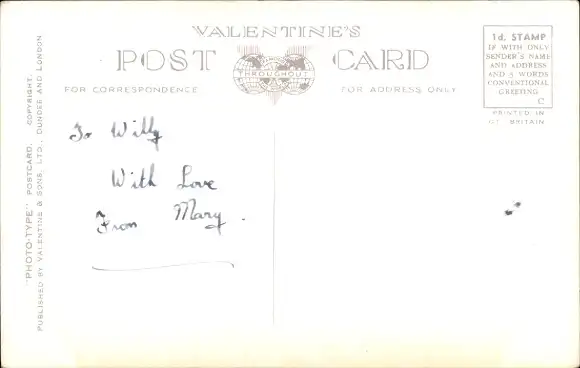 VALENTINE'S
POST CARD
THROUGHOUT
FOR CORRESPONDENCE
FOR ADDRESS ONLY
1d. STAMP
IF WITH ONLY
SENDER'S NAME
AND ADDRESS
AND 5 WORDS
CONVENTIONAL
GREETING
C
PRINTED IN
GT. BRITAIN
To Willy
With Love
From Mary.
"PHOTO-TYPE" POSTCARD. COPYRIGHT.
PUBLISHED BY VALENTINE & SONS, LTD., DUNDEE AND LONDON